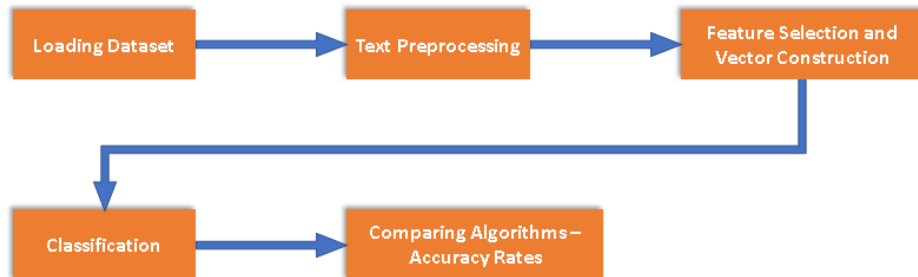 Loading Dataset
Text Preprocessing
Feature Selection and
Vector Construction
Classification
Comparing Algorithms –
Accuracy Rates